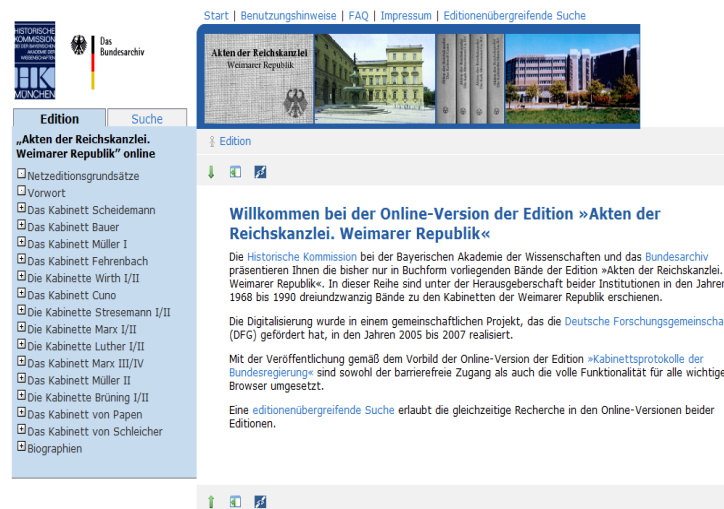 Start | Benutzungshinweise | FAQ | Impressum | Editionenübergreifende Suche
HISTORISCHE
KOMMISSION
BEI DER BAYERISCHEN
AKADEMIE DER
WISSENSCHAFTEN
HK
MÜNCHEN
Das
Bundesarchiv
Akten der Reichskanzlei
Weimarer Republik
Edition
Suche
„Akten der Reichskanzlei.
Weimarer Republik” online
Netzeditionsgrundsätze
Vorwort
Das Kabinett Scheidemann
Das Kabinett Bauer
Das Kabinett Müller I
Das Kabinett Fehrenbach
Die Kabinette Wirth I/II
Das Kabinett Cuno
Die Kabinette Stresemann I/II
Die Kabinette Marx I/II
Die Kabinette Luther I/II
Das Kabinett Marx III/IV
Das Kabinett Müller II
Die Kabinette Brüning I/II
Das Kabinett von Papen
Das Kabinett von Schleicher
Biographien
Edition
Willkommen bei der Online-Version der Edition »Akten der
Reichskanzlei. Weimarer Republik«
Die Historische Kommission bei der Bayerischen Akademie der Wissenschaften und das Bundesarchiv
präsentieren Ihnen die bisher nur in Buchform vorliegenden Bände der Edition »Akten der Reichskanzlei.
Weimarer Republik«. In dieser Reihe sind unter der Herausgeberschaft beider Institutionen in den Jahren
1968 bis 1990 dreiundzwanzig Bände zu den Kabinetten der Weimarer Republik erschienen.
Die Digitalisierung wurde in einem gemeinschaftlichen Projekt, das die Deutsche Forschungsgemeinscha
(DFG) gefördert hat, in den Jahren 2005 bis 2007 realisiert.
Mit der Veröffentlichung gemäß dem Vorbild der Online-Version der Edition »Kabinettsprotokolle der
Bundesregierung« sind sowohl der barrierefreie Zugang als auch die volle Funktionalität für alle wichtige
Browser umgesetzt.
Eine editionenübergreifende Suche erlaubt die gleichzeitige Recherche in den Online-Versionen beider
Editionen.